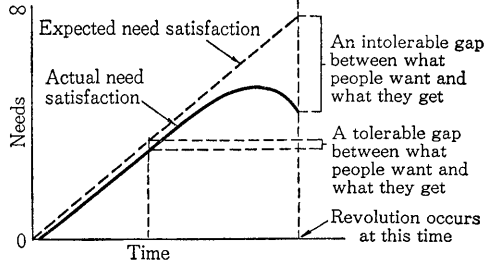 ∞
Expected need satisfaction
Actual need
satisfaction
Needs
An intolerable gap
between what
people want and
what they get
A tolerable gap
between what
people want and
what they get
Revolution occurs
at this time
0
Time